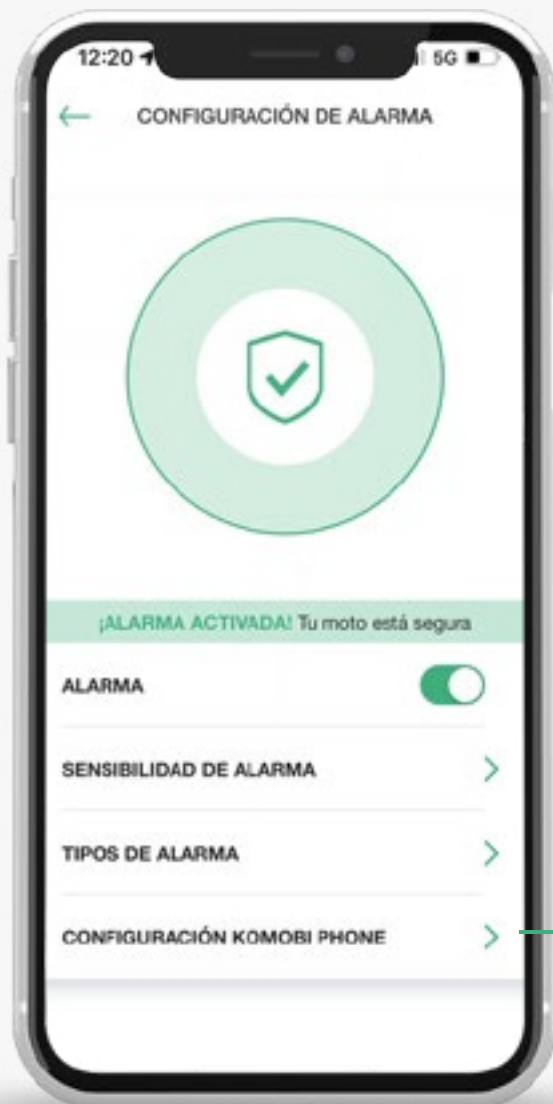 12:20
5G
CONFIGURACIÓN DE ALARMA
¡ALARMA ACTIVADA! Tu moto está segura
ALARMA
SENSIBILIDAD DE ALARMA
TIPOS DE ALARMA
CONFIGURACIÓN KOMOBI PHONE